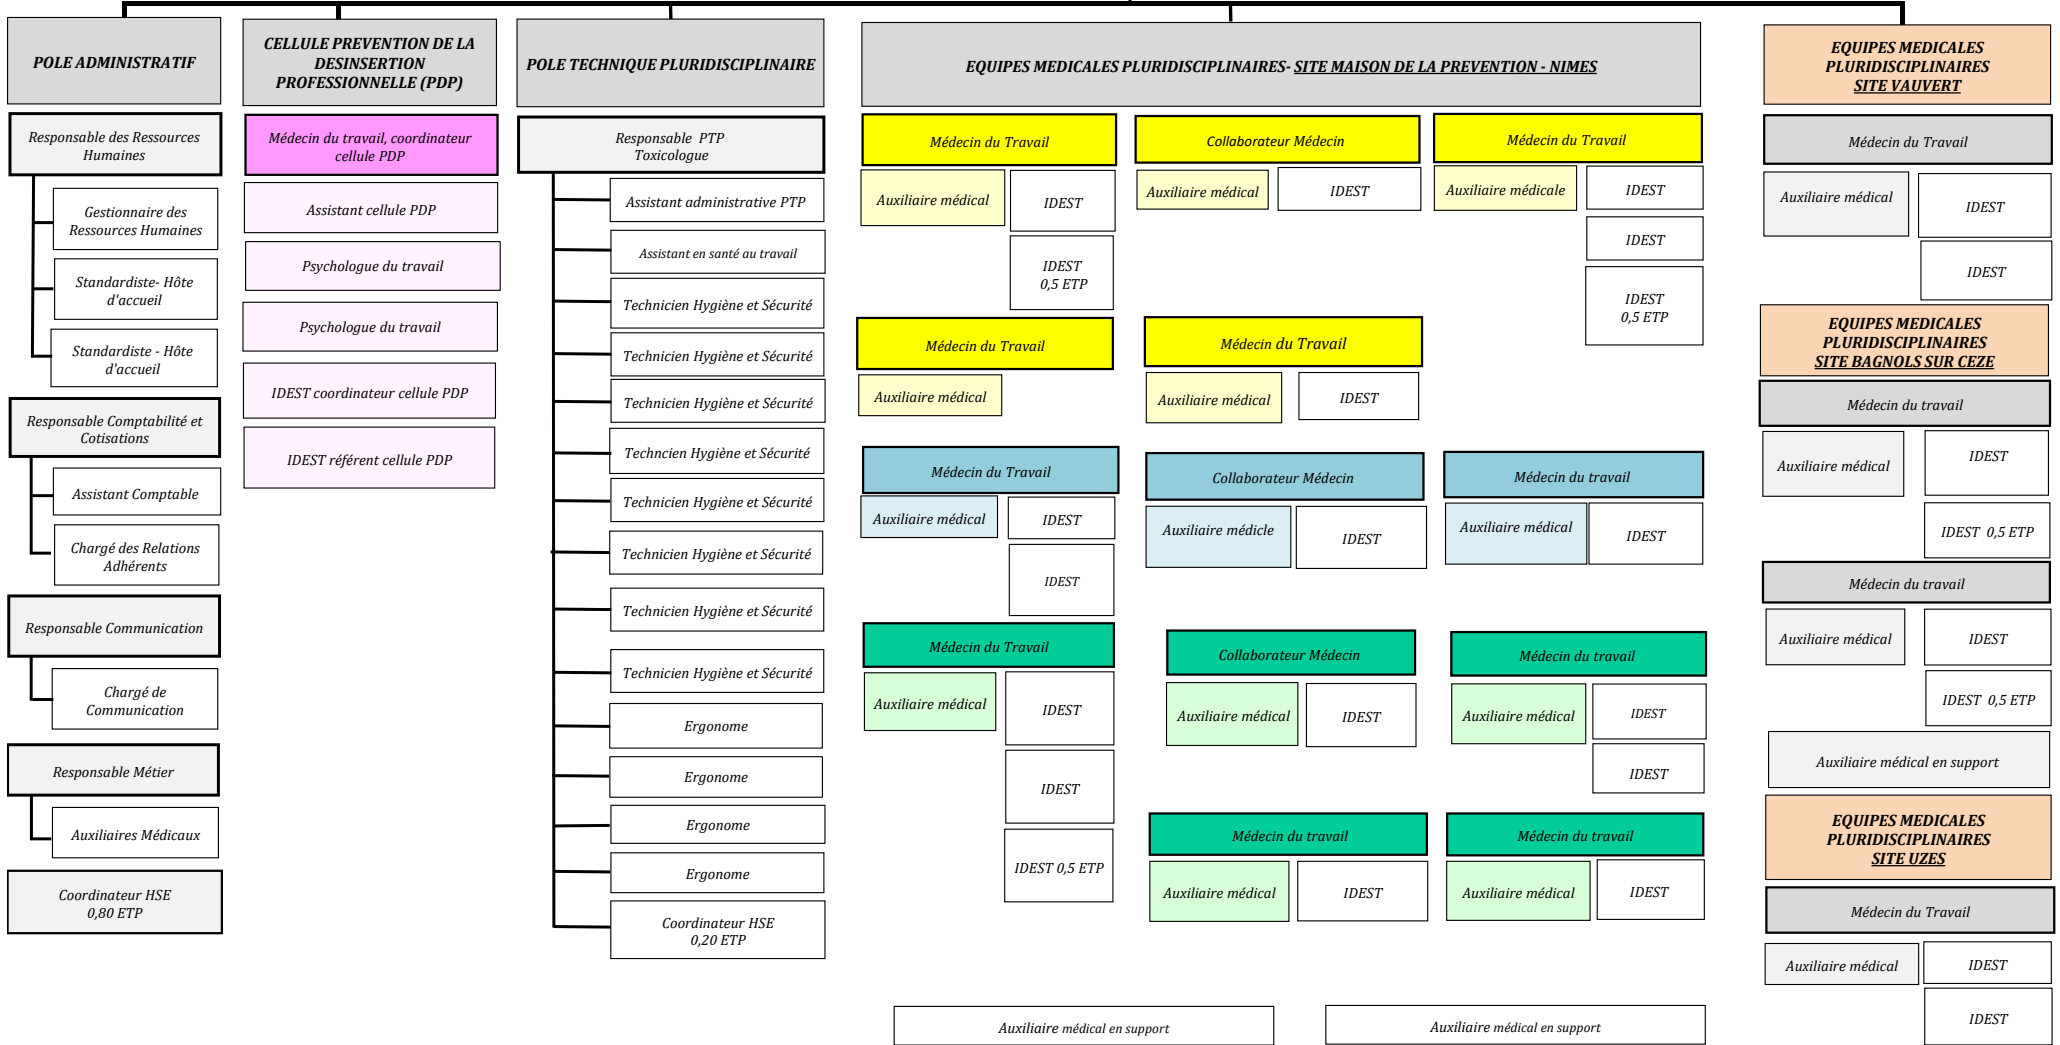 POLE ADMINISTRATIF
Responsable des Ressources
Humaines
Gestionnaire des
Ressources Humaines
Standardiste- Hôte
d'accueil
Standardiste - Hôte
d'accueil
Responsable Comptabilité et
Cotisations
Assistant Comptable
Chargé des Relations
Adhérents
Responsable Communication
Chargé de
Communication
Responsable Métier
Auxiliaires Médicaux
Coordinateur HSE
0,80 ETP
CELLULE PREVENTION DE LA
DESINSERTION
PROFESSIONNELLE (PDP)
Médecin du travail, coordinateur
cellule PDP
Assistant cellule PDP
Psychologue du travail
Psychologue du travail
IDEST coordinateur cellule PDP
IDEST référent cellule PDP
POLE TECHNIQUE PLURIDISCIPLINAIRE
Responsable PTP
Toxicologue
Assistant administrative PTP
Assistant en santé au travail
Technicien Hygiène et Sécurité
Technicien Hygiène et Sécurité
Technicien Hygiène et Sécurité
Techncien Hygiène et Sécurité
Technicien Hygiène et Sécurité
Technicien Hygiène et Sécurité
Technicien Hygiène et Sécurité
Technicien Hygiène et Sécurité
Ergonome
Ergonome
Ergonome
Ergonome
Coordinateur HSE
0,20 ETP
EQUIPES MEDICALES PLURIDISCIPLINAIRES- SITE MAISON DE LA PREVENTION - NIMES
Médecin du Travail
Auxiliaire médical
IDEST
IDEST
0,5 ETP
Collaborateur Médecin
Auxiliaire médical
IDEST
Médecin du Travail
Auxiliaire médicale
IDEST
IDEST
IDEST
0,5 ETP
Médecin du Travail
Auxiliaire médical
Médecin du Travail
Auxiliaire médical
IDEST
Médecin du Travail
Auxiliaire médical
IDEST
IDEST
Collaborateur Médecin
Auxiliaire médicle
IDEST
Médecin du travail
Auxiliaire médical
IDEST
Médecin du Travail
Auxiliaire médical
IDEST
IDEST
IDEST 0,5 ETP
Collaborateur Médecin
Auxiliaire médical
IDEST
Médecin du travail
Auxiliaire médical
IDEST
IDEST
Médecin du travail
Auxiliaire médical
IDEST
Médecin du travail
Auxiliaire médical
IDEST
Auxiliaire médical en support
Auxiliaire médical en support
EQUIPES MEDICALES
PLURIDISCIPLINAIRES
SITE VAUVERT
Médecin du Travail
Auxiliaire médical
IDEST
IDEST
EQUIPES MEDICALES
PLURIDISCIPLINAIRES
SITE BAGNOLS SUR CEZE
Médecin du travail
Auxiliaire médical
IDEST
IDEST 0,5 ETP
Médecin du travail
Auxiliaire médical
IDEST
IDEST 0,5 ETP
Auxiliaire médical en support
EQUIPES MEDICALES
PLURIDISCIPLINAIRES
SITE UZES
Médecin du Travail
Auxiliaire médical
IDEST
IDEST